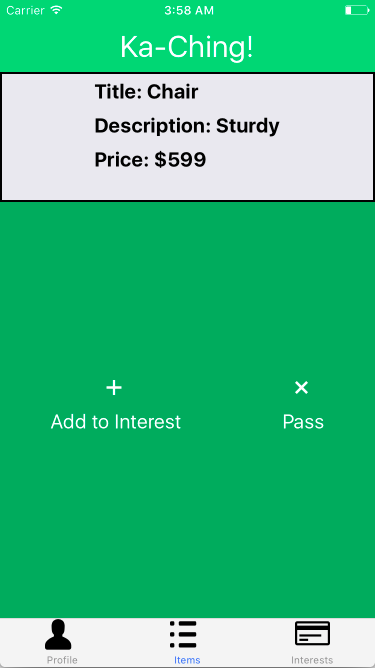 Carrier 3:58 AM
Ka-Ching!
Title: Chair
Description: Sturdy
Price: $599
Add to Interest Pass
Profile Items Interests